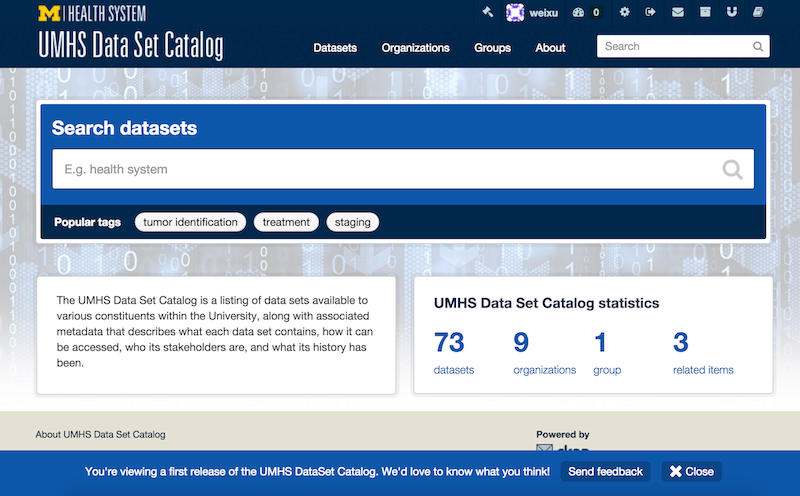 M | HEALTH SYSTEM
weixu 0
UMHS Data Set Catalog
Datasets Organizations Groups About Search
Search datasets
E.g. health system
Popular tags tumor identification treatment staging
The UMHS Data Set Catalog is a listing of data sets available to
various constituents within the University, along with associated
metadata that describes what each data set contains, how it can
be accessed, who its stakeholders are, and what its history has
been.
UMHS Data Set Catalog statistics
73 9 1 3
datasets organizations group related items
About UMHS Data Set Catalog
Powered by
ckan
You're viewing a first release of the UMHS DataSet Catalog. We'd love to know what you think! Send feedback Close